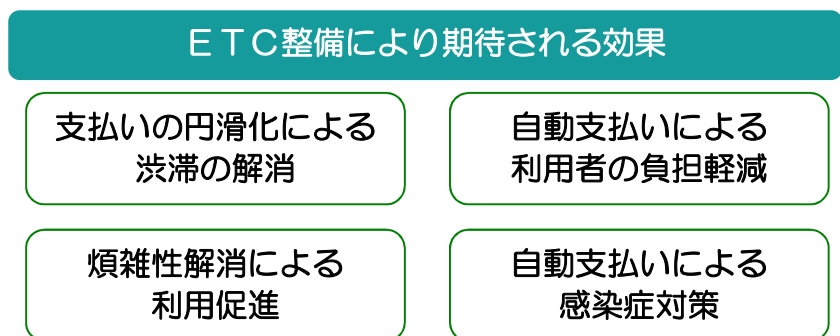 ＥＴＣ整備により期待される効果
支払いの円滑化による
渋滞の解消
自動支払いによる
利用者の負担軽減
煩雑性解消による
利用促進
自動支払いによる
感染症対策